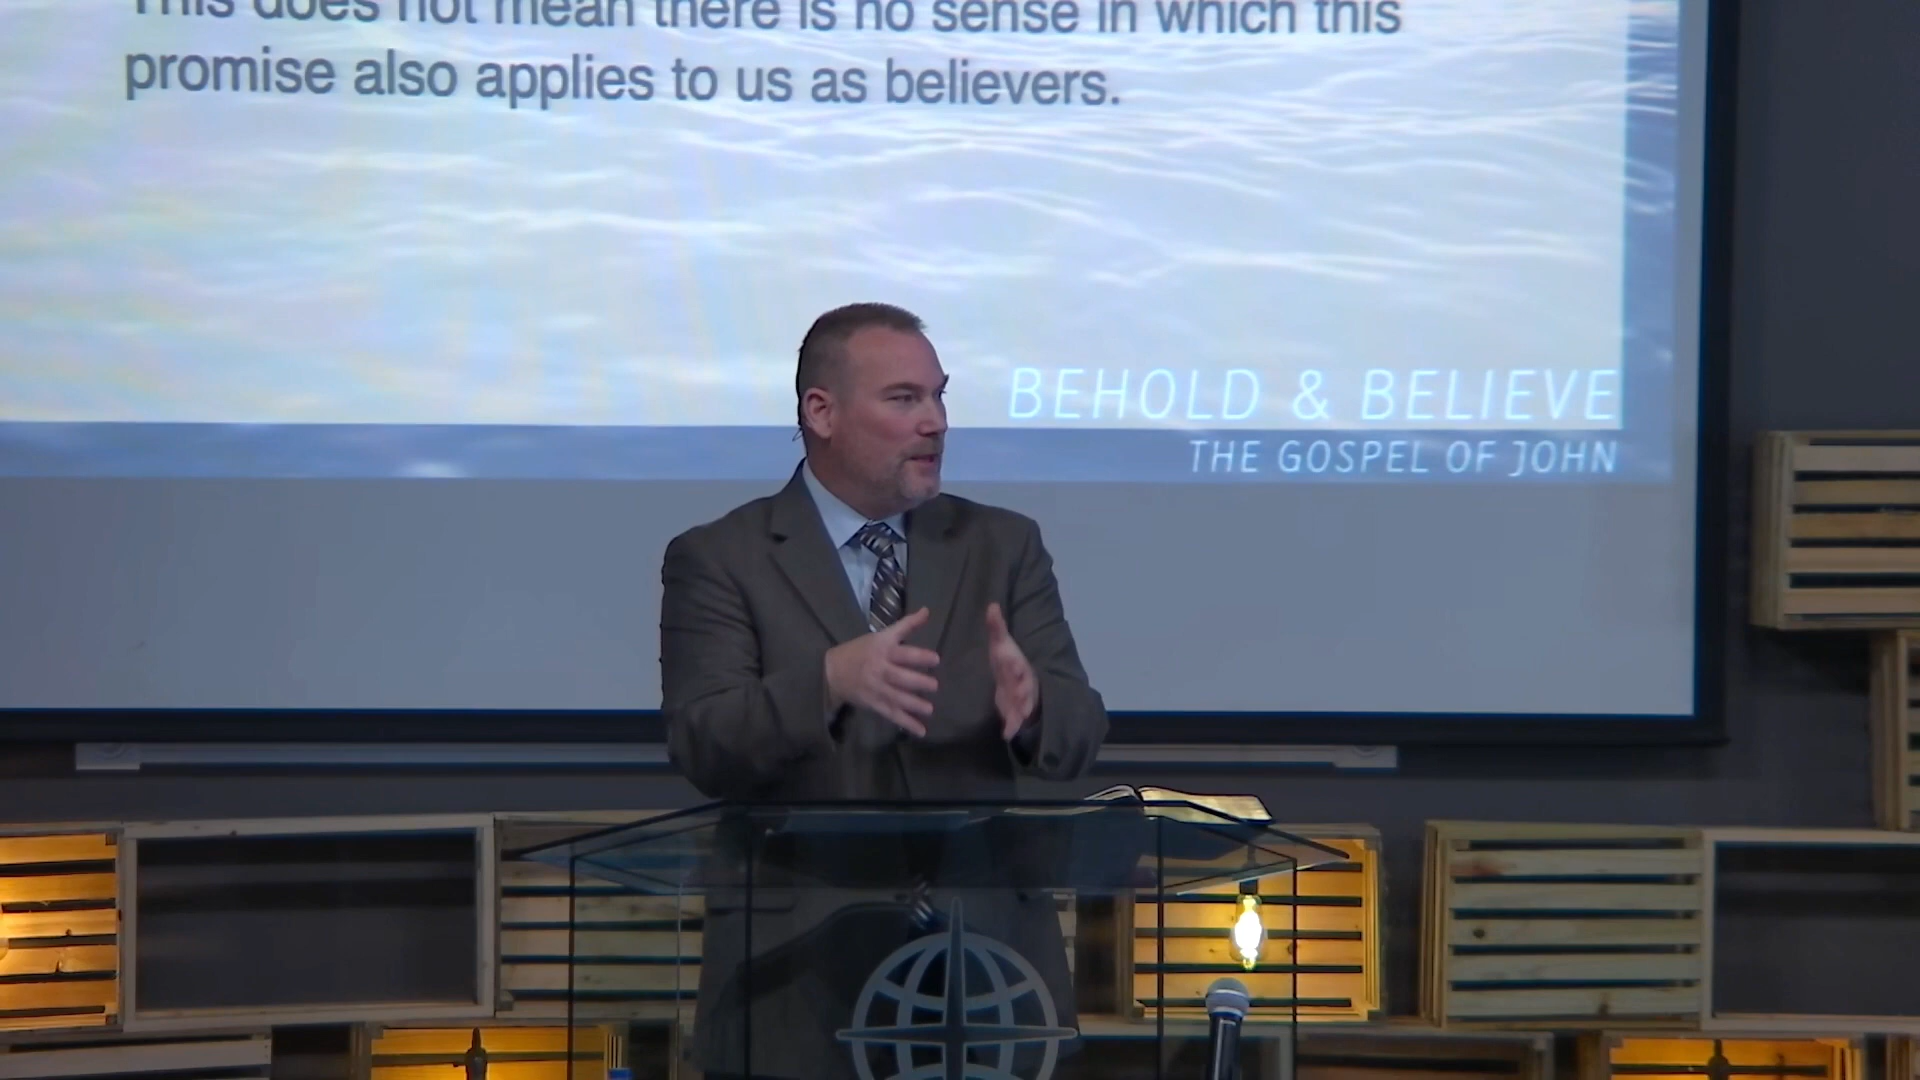 This does not mean there is no sense in which this
promise also applies to us as believers.
BEHOLD & BELIEVE
THE GOSPEL OF JOHN